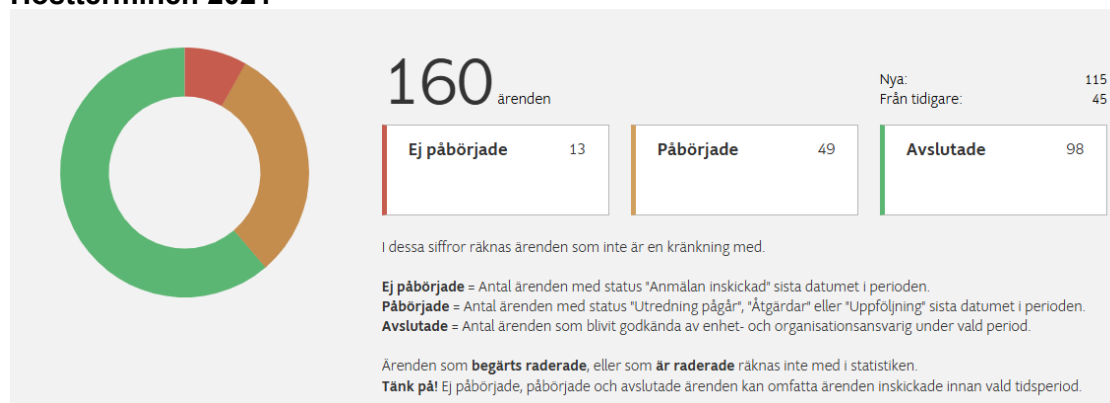 Höstterminen 2021
160 ärenden
Nya: 115
Från tidigare: 45
Ej påbörjade 13
Påbörjade 49
Avslutade 98
I dessa siffror räknas ärenden som inte är en kränkning med.
Ej påbörjade = Antal ärenden med status "Anmälan inskickad" sista datumet i perioden.
Påbörjade = Antal ärenden med status "Utredning pågår", "Åtgärdar" eller "Uppföljning" sista datumet i perioden.
Avslutade = Antal ärenden som blivit godkända av enhet- och organisationsansvarig under vald period.
Ärenden som begärts raderade, eller som är raderade räknas inte med i statistiken.
Tänk på! Ej påbörjade, påbörjade och avslutade ärenden kan omfatta ärenden inskickade innan vald tidsperiod.